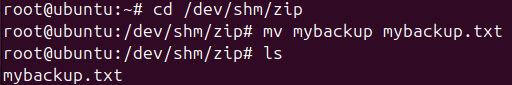 root@ubuntu:~# cd /dev/shm/zip
root@ubuntu:/dev/shm/zip# mv mybackup mybackup.txt
root@ubuntu:/dev/shm/zip# ls
mybackup.txt